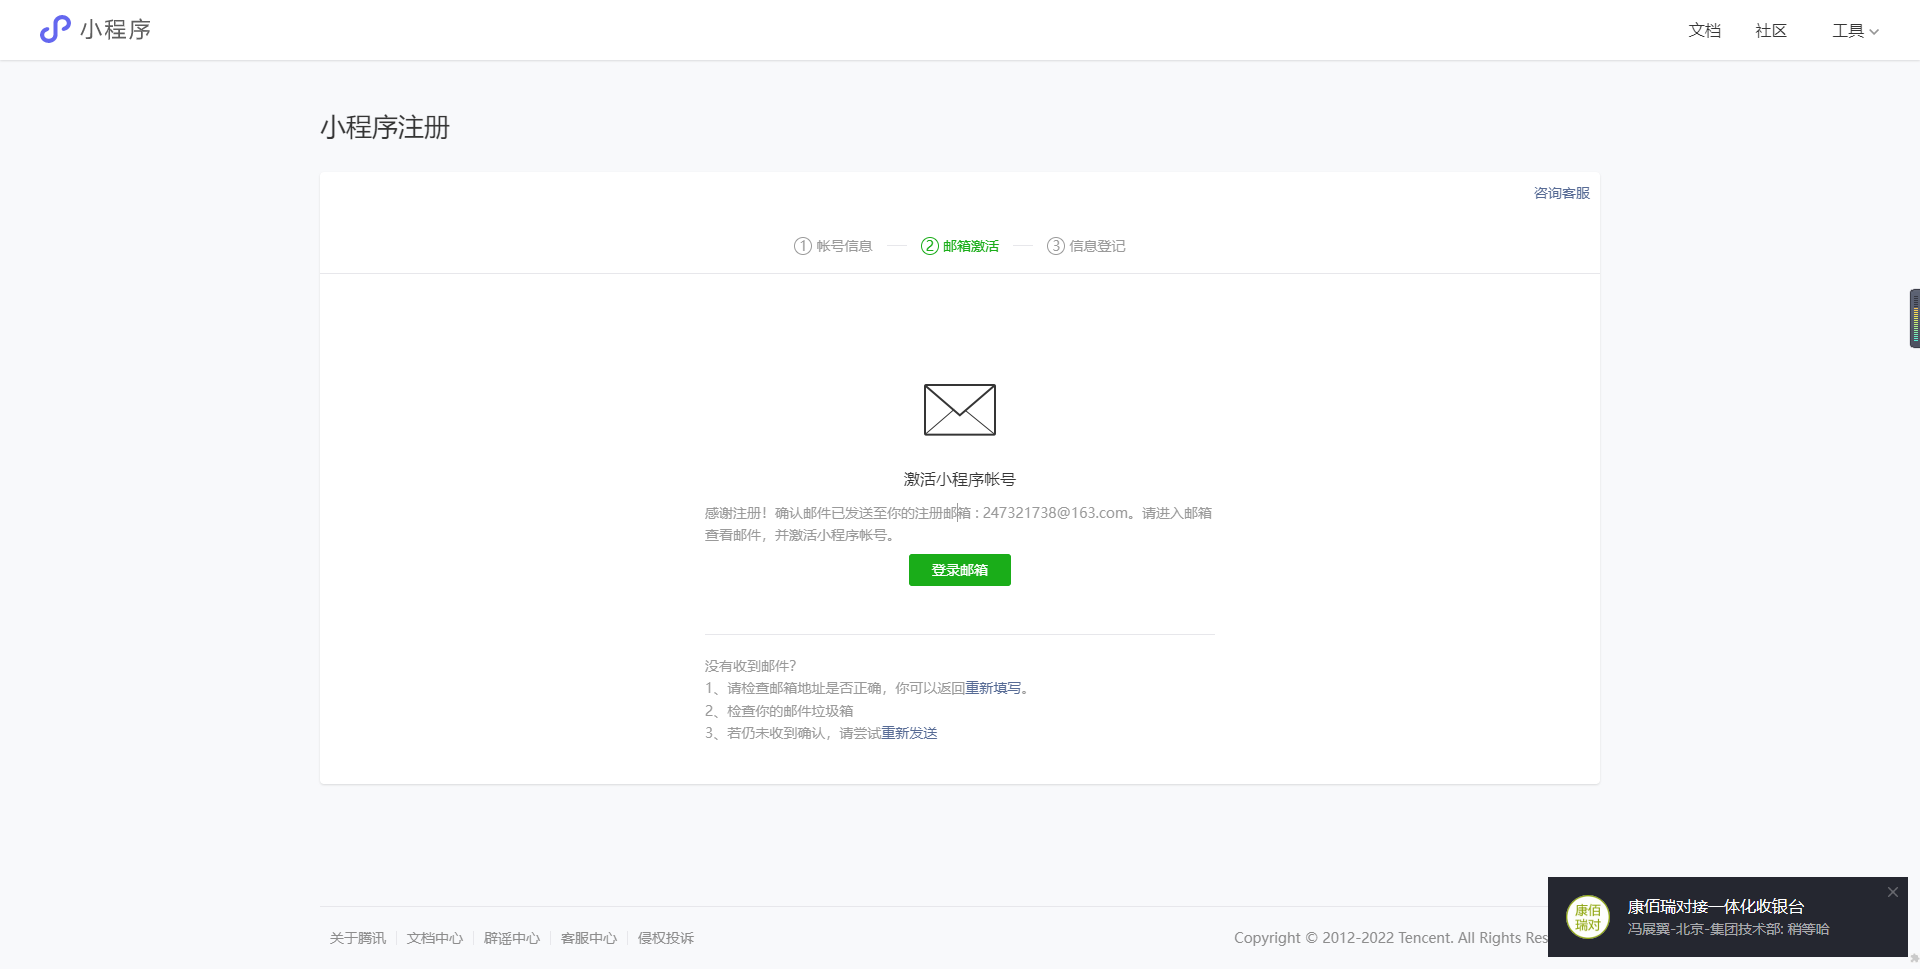 小程序
文档 社区 工具
小程序注册
咨询客服
1 帐号信息 2 邮箱激活 3 信息登记
激活小程序帐号
感谢注册！确认邮件已发送至你的注册邮箱 : 247321738@163.com。请进入邮箱
查看邮件，并激活小程序帐号。
登录邮箱
没有收到邮件？
1、请检查邮箱地址是否正确，你可以返回重新填写。
2、检查你的邮件垃圾箱
3、若仍未收到确认，请尝试重新发送
关于腾讯 文档中心 辟谣中心 客服中心 侵权投诉
Copyright © 2012-2022 Tencent. All Rights Res
康佰
瑞对
康佰瑞对接一体化收银台
冯展翼-北京-集团技术部: 稍等哈